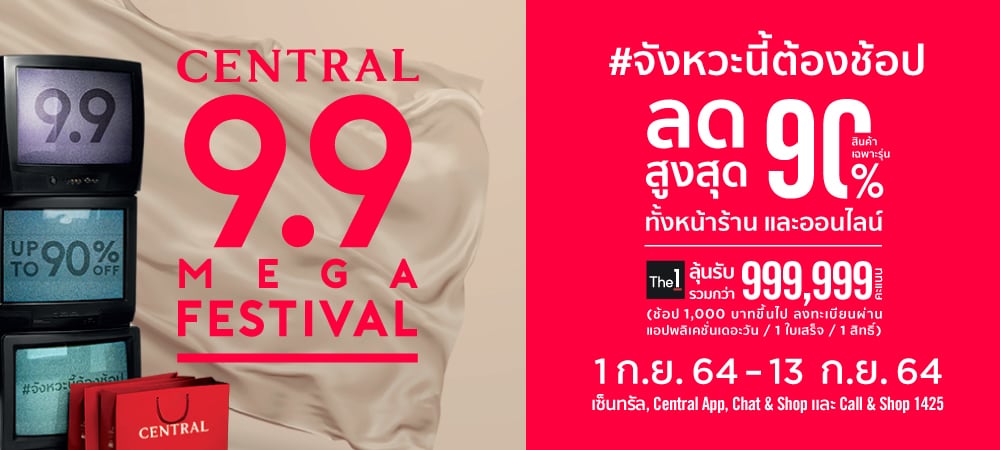 9.9
UP TO 90% OFF
#จังหวะนี้ต้องช้อป
CENTRAL
CENTRAL
9.9
MEGA
FESTIVAL
#จังหวะนี้ต้องช้อป
ลด
สูงสุด
90%
สินค้า
เฉพาะรุ่น
ทั้งหน้าร้าน และออนไลน์
The 1
ลุ้นรับ
รวมกว่า
999,999
คะแนน
(ช้อป 1,000 บาทขึ้นไป ลงทะเบียนผ่าน
แอปพลิเคชั่นเดอะวัน / 1 ใบเสร็จ / 1 สิทธิ์)
1 ก.ย. 64 – 13 ก.ย. 64
เซ็นทรัล, Central App, Chat & Shop และ Call & Shop 1425